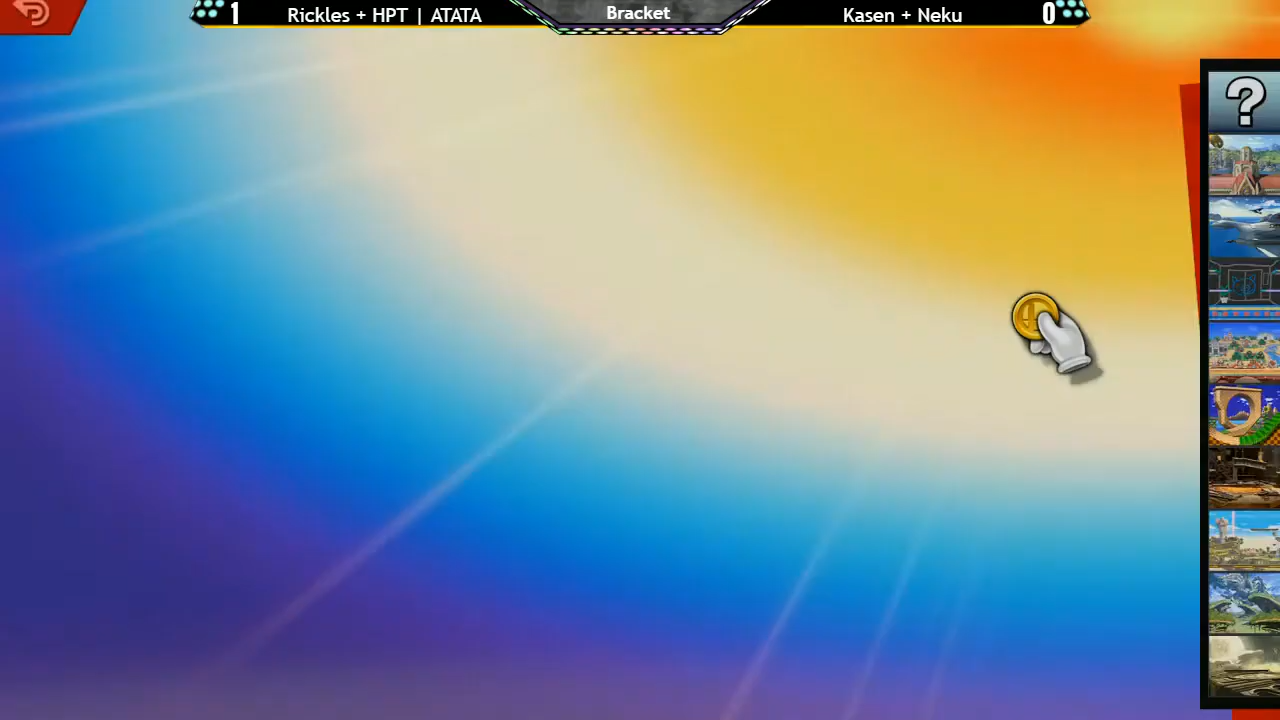 1 Rickles + HPT | ATATA Bracket Kasen + Neku 0
?